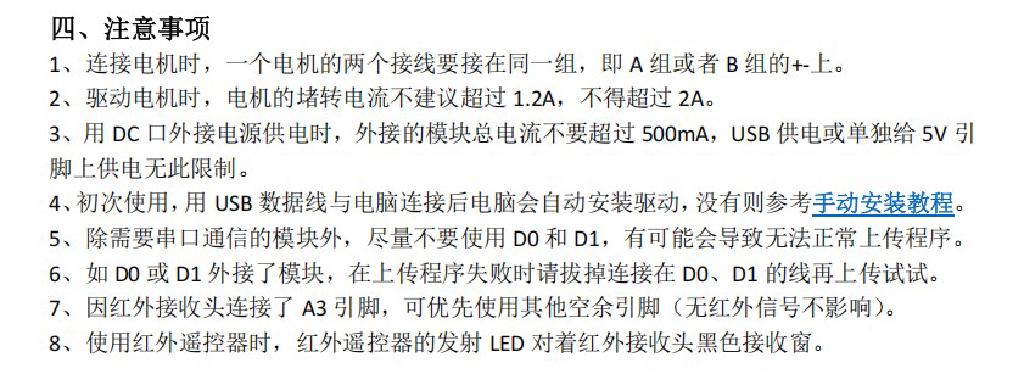 四、注意事项
1、连接电机时，一个电机的两个接线要接在同一组，即 A 组或者 B 组的+-上。
2、驱动电机时，电机的堵转电流不建议超过 1.2A，不得超过 2A。
3、用 DC 口外接电源供电时，外接的模块总电流不要超过 500mA，USB 供电或单独给 5V 引
脚上供电无此限制。
4、初次使用，用 USB 数据线与电脑连接后电脑会自动安装驱动，没有则参考手动安装教程。
5、除需要串口通信的模块外，尽量不要使用 D0 和 D1，有可能会导致无法正常上传程序。
6、如 D0 或 D1 外接了模块，在上传程序失败时请拔掉连接在 D0、D1 的线再上传试试。
7、因红外接收头连接了 A3 引脚，可优先使用其他空余引脚（无红外信号不影响）。
8、使用红外遥控器时，红外遥控器的发射 LED 对着红外接收头黑色接收窗。